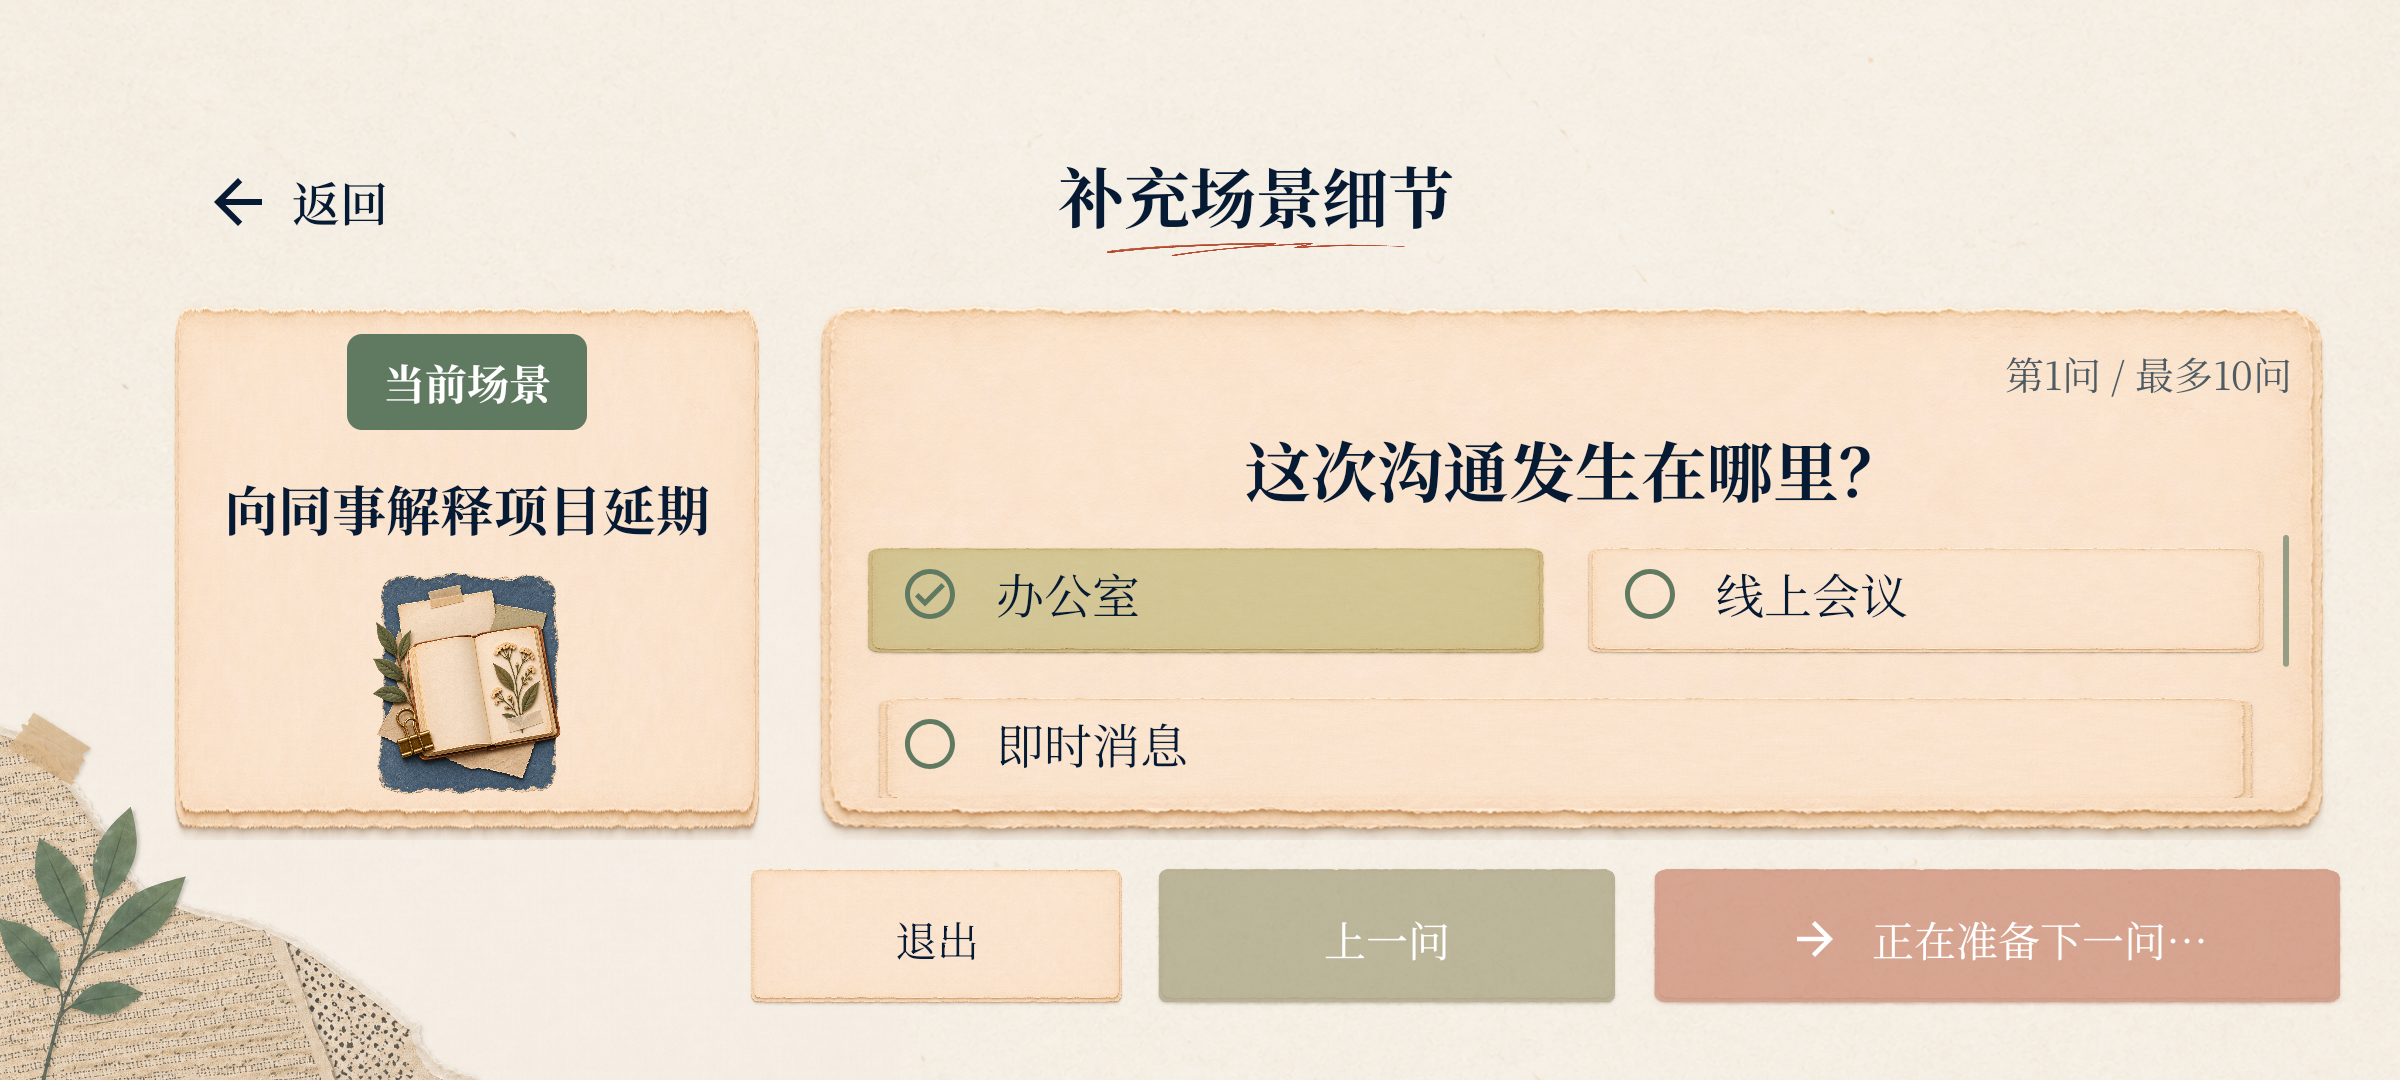 返回
补充场景细节
当前场景
向同事解释项目延期
第1问 / 最多10问
这次沟通发生在哪里?
办公室
线上会议
即时消息
退出
上一问
正在准备下一问…